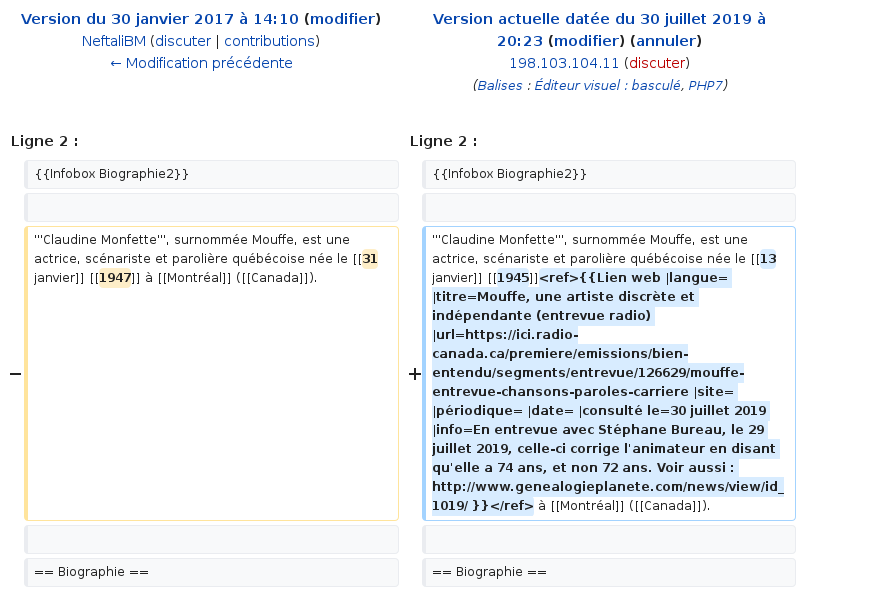 Version du 30 janvier 2017 à 14:10 (modifier)
NeftaliBM (discuter | contributions)
← Modification précédente
Version actuelle datée du 30 juillet 2019 à
20:23 (modifier) (annuler)
198.103.104.11 (discuter)
(Balises : Éditeur visuel : basculé, PHP7)
Ligne 2 :
Ligne 2 :
{{Infobox Biographie2}}
{{Infobox Biographie2}}
−
'''Claudine Monfette''', surnommée Mouffe, est une
actrice, scénariste et parolière québécoise née le [[31
janvier]] [[1947]] à [[Montréal]] ([[Canada]]).
+
'''Claudine Monfette''', surnommée Mouffe, est une
actrice, scénariste et parolière québécoise née le [[13
janvier]] [[1945]]<ref>{{Lien web |langue=
|titre=Mouffe, une artiste discrète et
indépendante (entrevue radio)
|url=https://ici.radio-
canada.ca/premiere/emissions/bien-
entendu/segments/entrevue/126629/mouffe-
entrevue-chansons-paroles-carriere |site=
|périodique= |date= |consulté le=30 juillet 2019
|info=En entrevue avec Stéphane Bureau, le 29
juillet 2019, celle-ci corrige l'animateur en disant
qu'elle a 74 ans, et non 72 ans. Voir aussi :
http://www.genealogieplanete.com/news/view/id_
1019/ }}</ref> à [[Montréal]] ([[Canada]]).
== Biographie ==
== Biographie ==